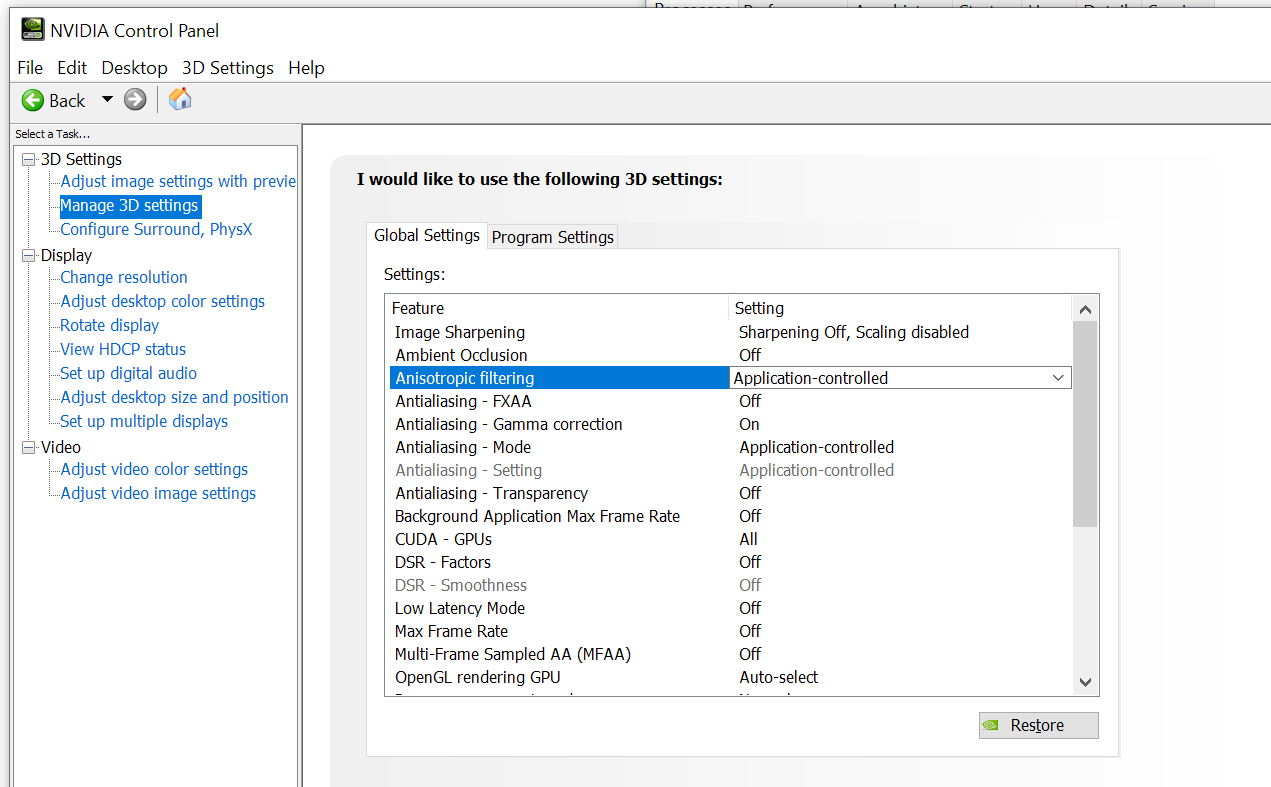 NVIDIA Control Panel
File Edit Desktop 3D Settings Help
Back
Select a Task...
3D Settings
Adjust image settings with previe
Manage 3D settings
Configure Surround, PhysX
Display
Change resolution
Adjust desktop color settings
Rotate display
View HDCP status
Set up digital audio
Adjust desktop size and position
Set up multiple displays
Video
Adjust video color settings
Adjust video image settings
I would like to use the following 3D settings:
Global Settings Program Settings
Settings:
Feature Setting
Image Sharpening Sharpening Off, Scaling disabled
Ambient Occlusion Off
Anisotropic filtering Application-controlled
Antialiasing - FXAA Off
Antialiasing - Gamma correction On
Antialiasing - Mode Application-controlled
Antialiasing - Setting Application-controlled
Antialiasing - Transparency Off
Background Application Max Frame Rate Off
CUDA - GPUs All
DSR - Factors Off
DSR - Smoothness Off
Low Latency Mode Off
Max Frame Rate Off
Multi-Frame Sampled AA (MFAA) Off
OpenGL rendering GPU Auto-select
Restore